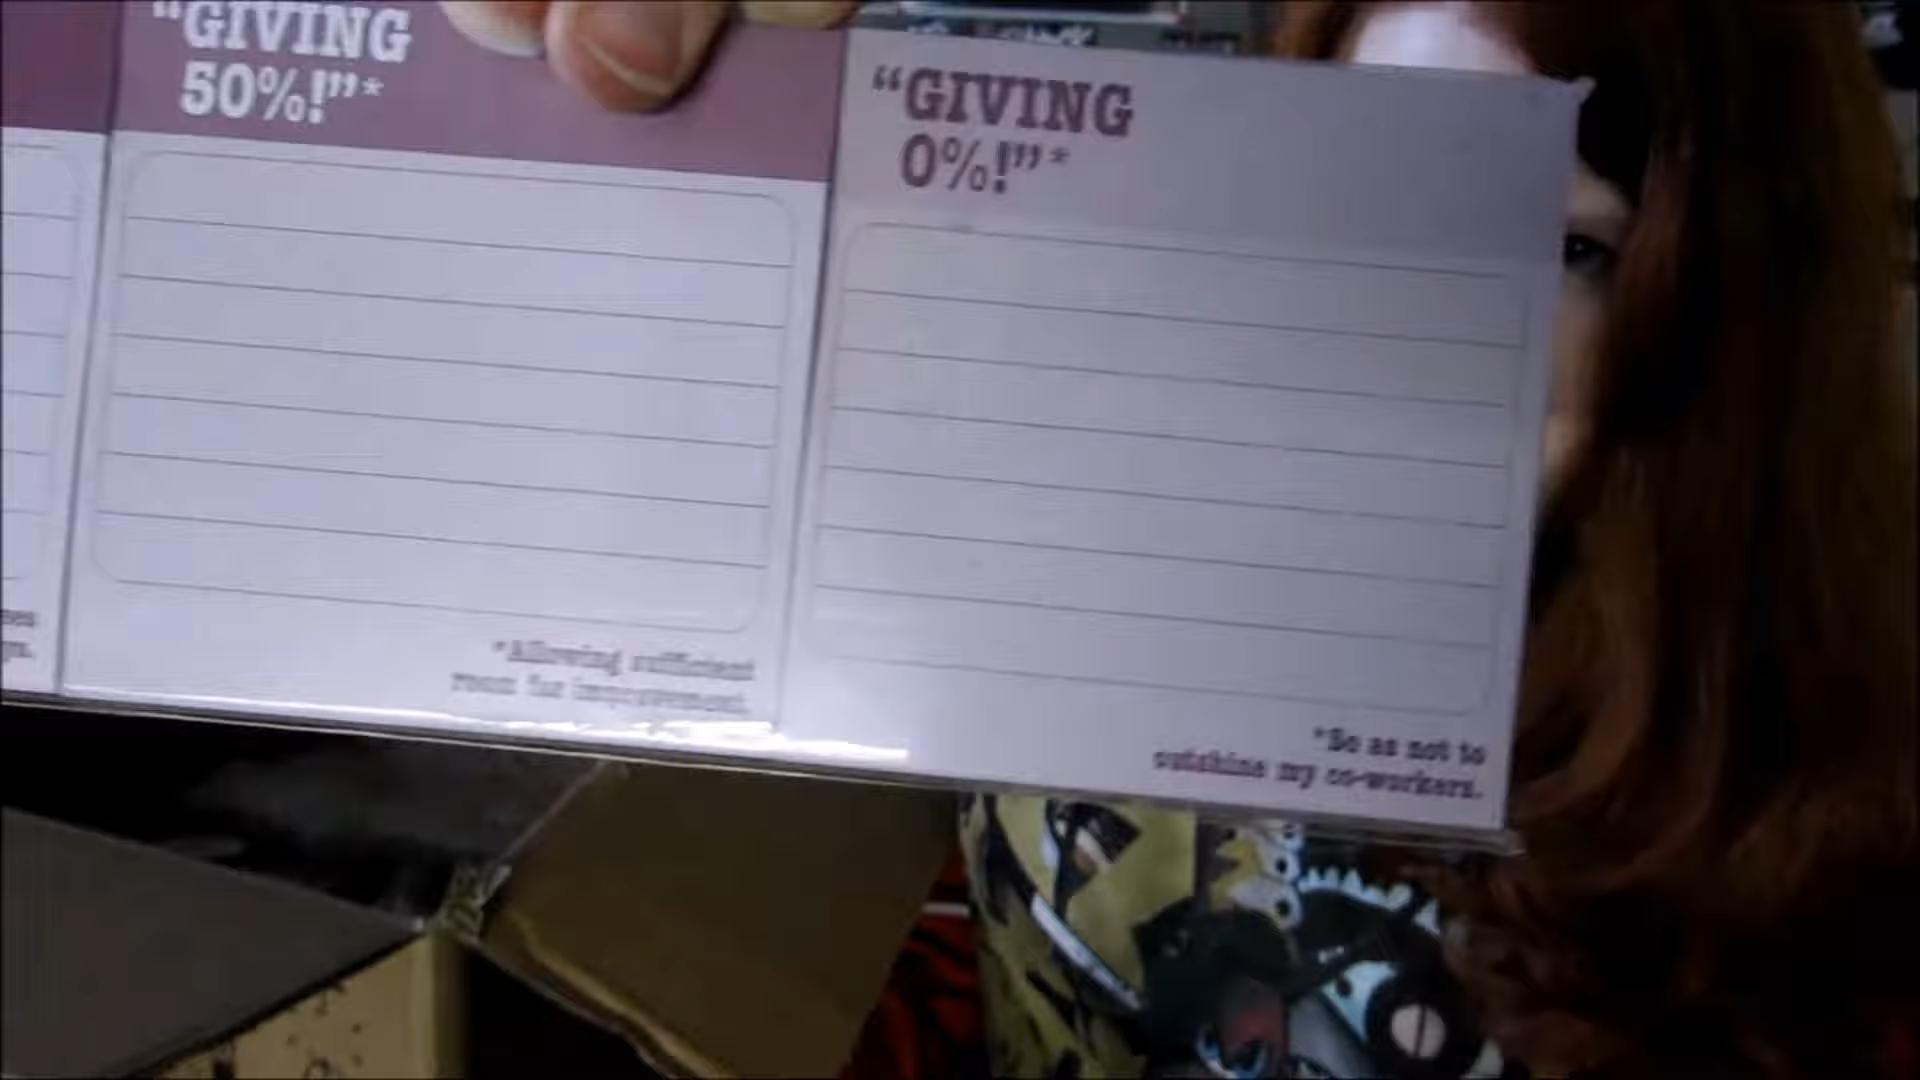 "GIVING
50%!"*
*Allowing sufficient
room for improvement.
"GIVING
0%!"*
*So as not to
outshine my co-workers.